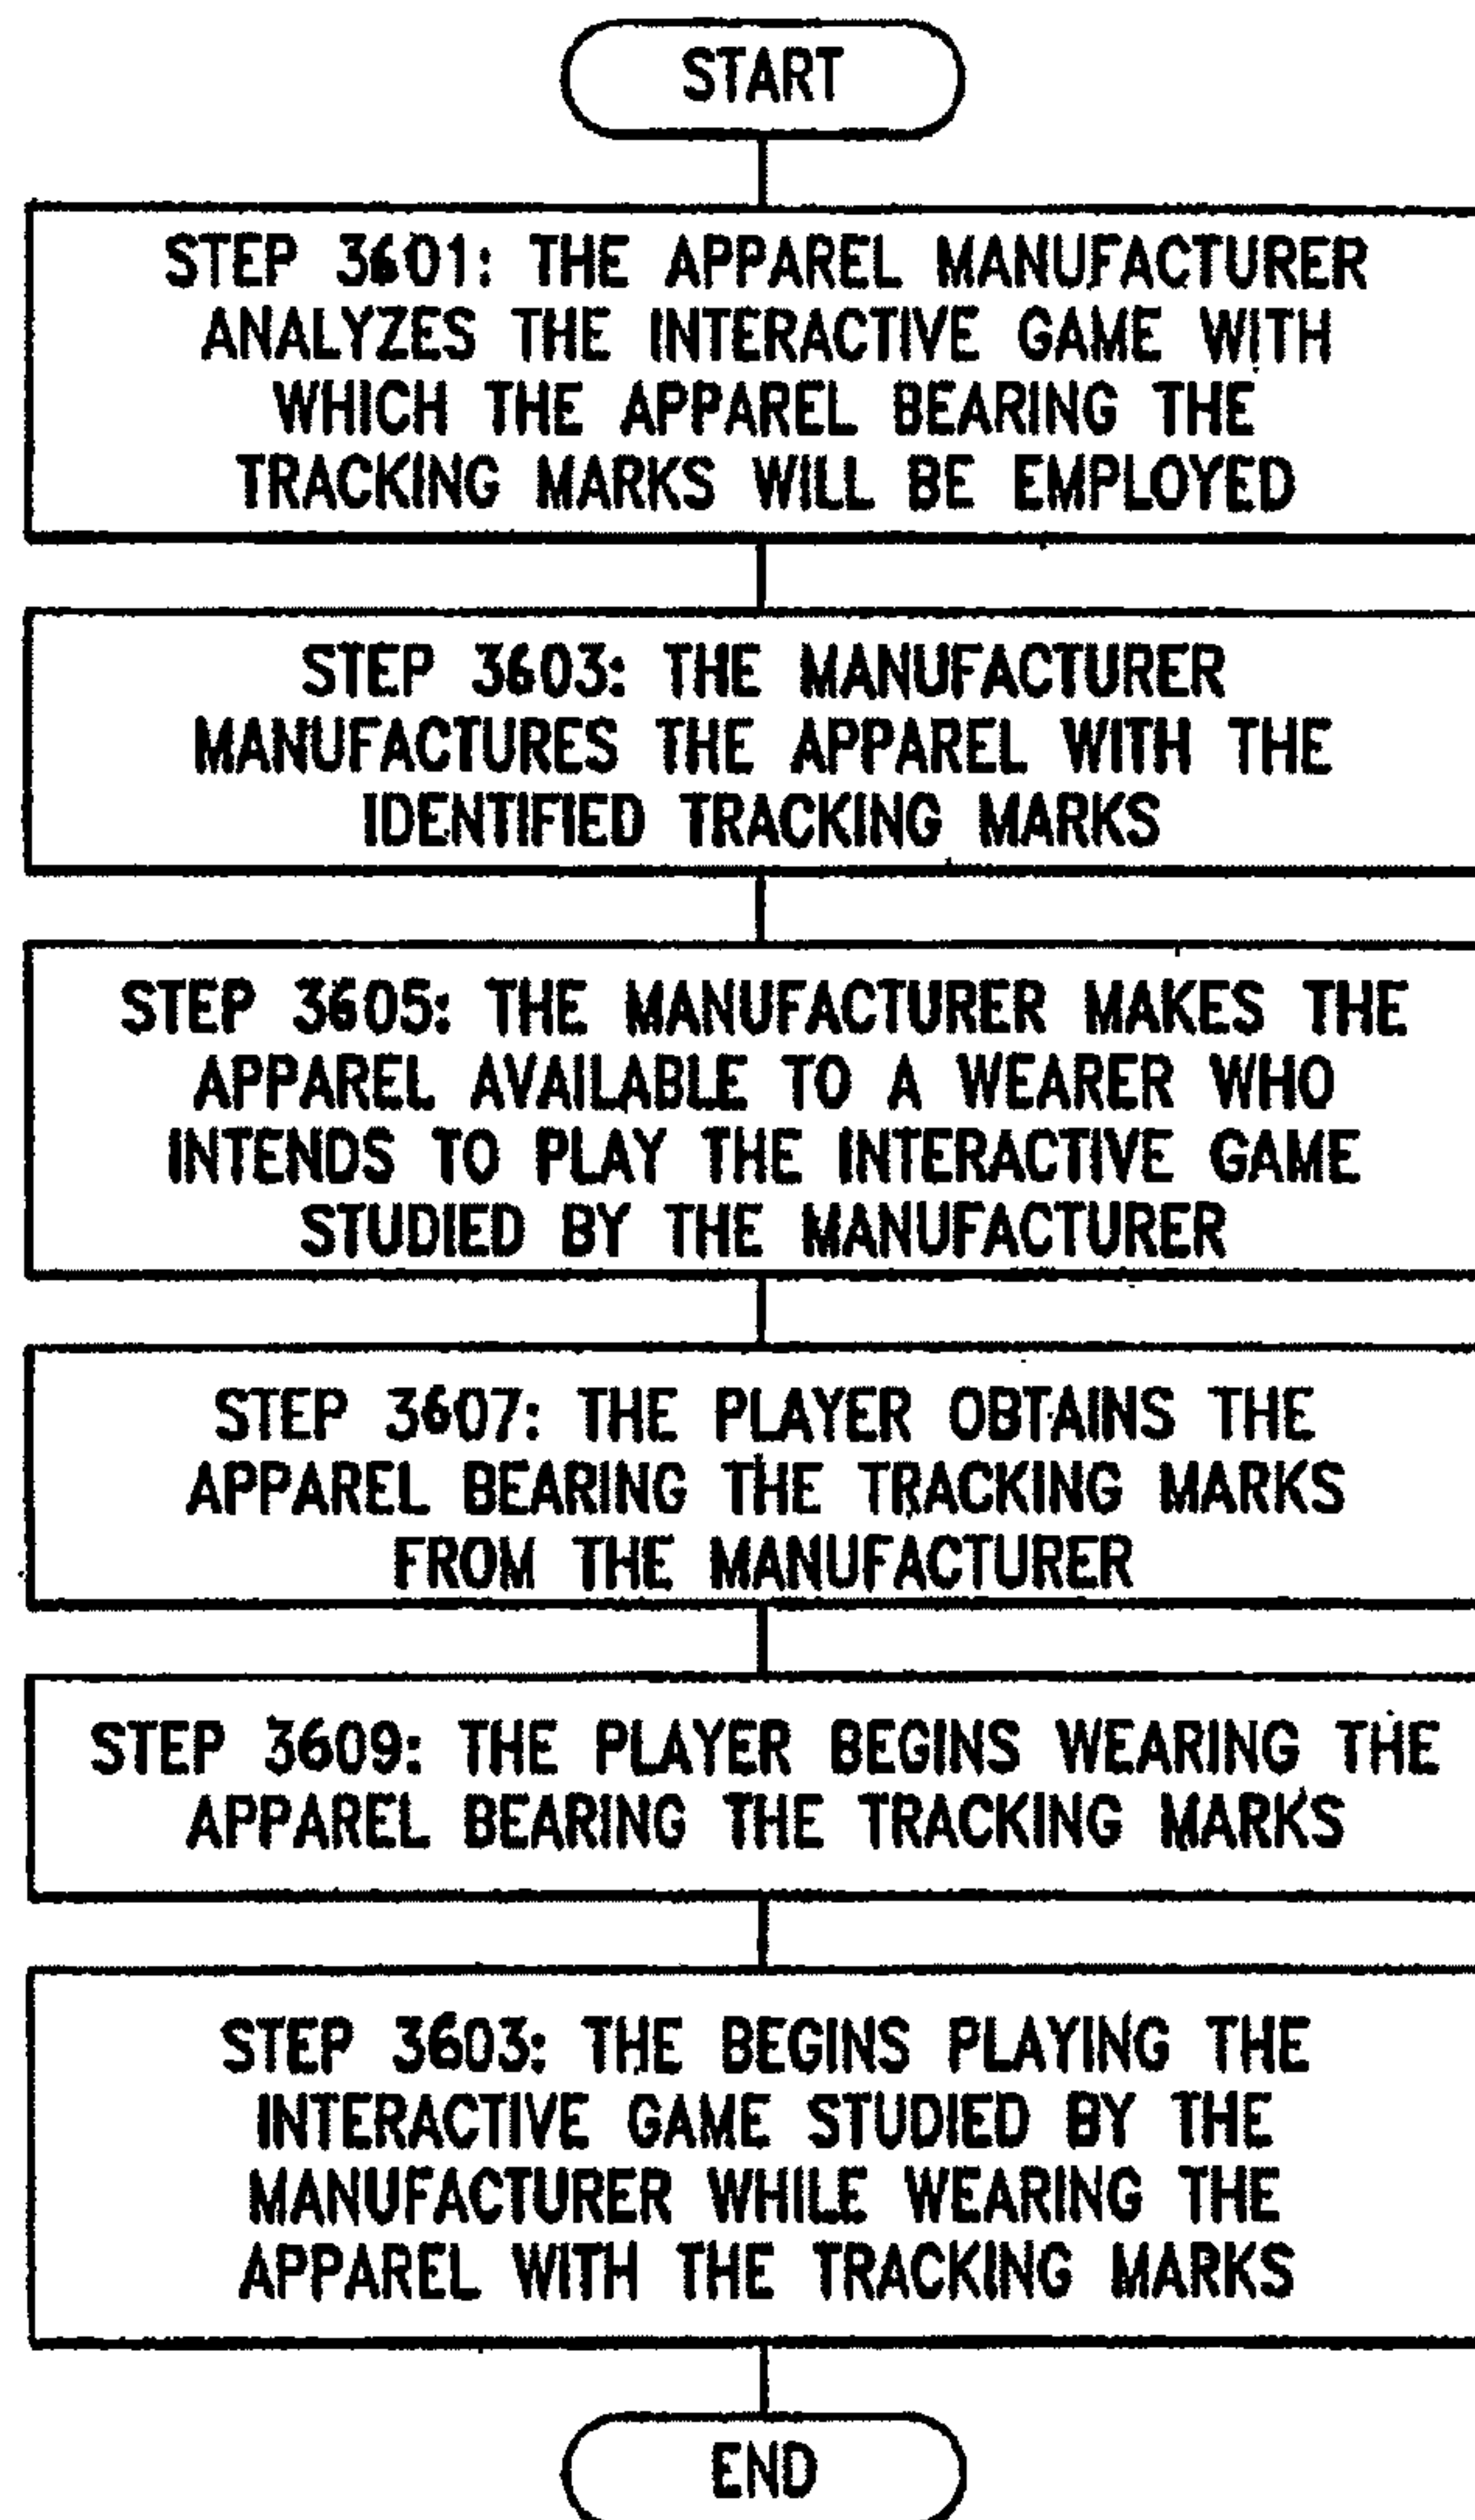 START
STEP 3601: THE APPAREL MANUFACTURER
ANALYZES THE INTERACTIVE GAME WITH
WHICH THE APPAREL BEARING THE
TRACKING MARKS WILL BE EMPLOYED
STEP 3603: THE MANUFACTURER
MANUFACTURES THE APPAREL WITH THE
IDENTIFIED TRACKING MARKS
STEP 3605: THE MANUFACTURER MAKES THE
APPAREL AVAILABLE TO A WEARER WHO
INTENDS TO PLAY THE INTERACTIVE GAME
STUDIED BY THE MANUFACTURER
STEP 3607: THE PLAYER OBTAINS THE
APPAREL BEARING THE TRACKING MARKS
FROM THE MANUFACTURER
STEP 3609: THE PLAYER BEGINS WEARING THE
APPAREL BEARING THE TRACKING MARKS
STEP 3603: THE BEGINS PLAYING THE
INTERACTIVE GAME STUDIED BY THE
MANUFACTURER WHILE WEARING THE
APPAREL WITH THE TRACKING MARKS
END